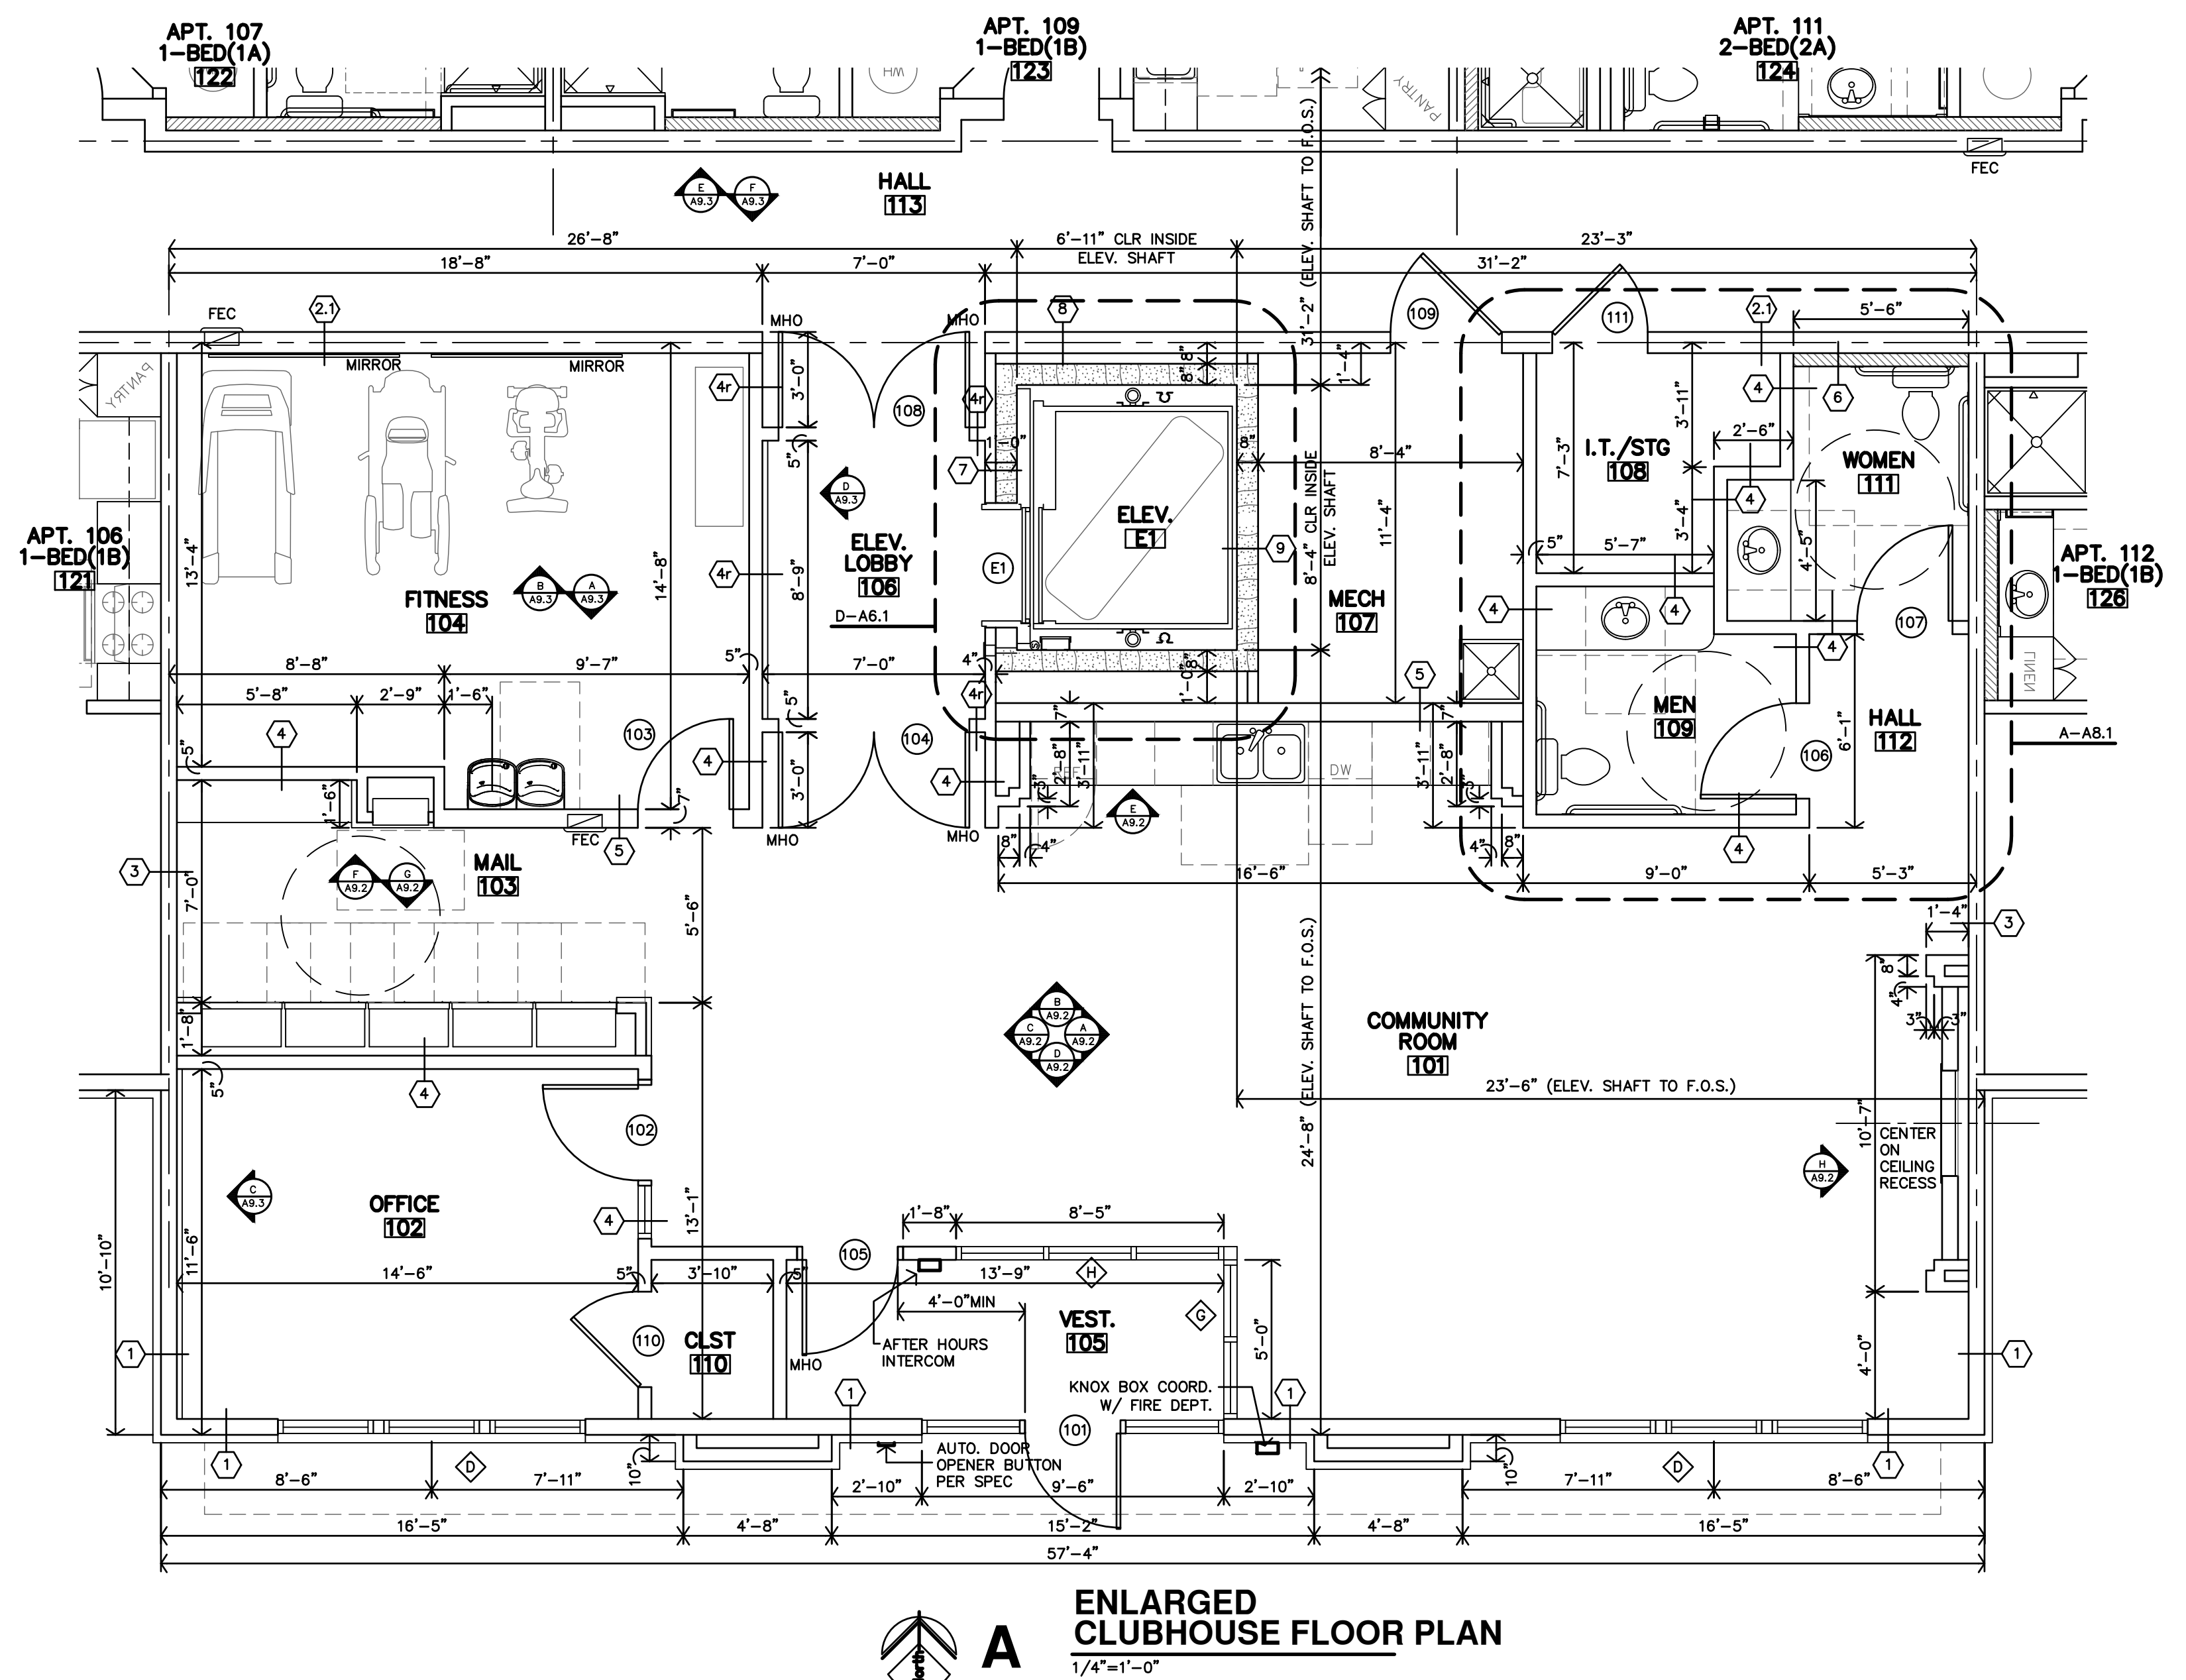 APT. 107
1-BED(1A)
122
APT. 109
1-BED(1B)
123
APT. 111
2-BED(2A)
124
WH
PANTRY
FEC
E
A9.3
F
A9.3
HALL
113
31'-2" (ELEV. SHAFT TO F.O.S.)
26'-8"
6'-11" CLR INSIDE
ELEV. SHAFT
23'-3"
18'-8"
7'-0"
31'-2"
FEC
2.1
MHO
MHO
8
109
111
2.1
5'-6"
MIRROR
MIRROR
PANTRY
4r
3'-0"
108
4r
8"
8"
1'-4"
4
6
3'-11"
2'-6"
7'-3"
5"
1'-0"
7
8"
8'-4"
I.T./STG
108
WOMEN
111
D
A9.3
4
ELEV.
E1
8'-4" CLR INSIDE
ELEV. SHAFT
11'-4"
3'-4"
4'-5"
APT. 106
1-BED(1B)
121
13'-4"
14'-8"
ELEV.
LOBBY
106
9
5"
5'-7"
APT. 112
1-BED(1B)
126
4r
8'-9"
E1
FITNESS
104
B
A9.3
A
A9.3
D-A6.1
MECH
107
4
4
107
4
LINEN
8'-8"
9'-7"
5"
7'-0"
4"
8"
1'-0"
5'-8"
2'-9"
1'-6"
5"
4r
5
MEN
109
6'-1"
HALL
112
A-A8.1
4
103
104
7"
7"
106
5"
4
3'-0"
4
2'-8"
3'-11"
REF
DW
3'-11"
2'-8"
3"
3"
1'-6"
7"
FEC
5
MHO
MHO
E
A9.2
8"
4"
4"
8"
4
3
MAIL
103
F
A9.2
G
A9.2
7'-0"
5'-6"
16'-6"
9'-0"
5'-3"
1'-4"
3
8"
4"
3"
3"
24'-8" (ELEV. SHAFT TO F.O.S.)
B
A9.2
C
A9.2
A
A9.2
D
A9.2
COMMUNITY
ROOM
101
1'-8"
5"
4
23'-6" (ELEV. SHAFT TO F.O.S.)
102
10'-7"
CENTER
ON
CEILING
RECESS
H
A9.2
C
A9.3
OFFICE
102
4
13'-1"
1'-8"
8'-5"
10'-10"
11'-6"
105
14'-6"
5"
3'-10"
5"
13'-9"
H
4'-0"MIN
G
VEST.
105
110
CLST
110
MHO
AFTER HOURS
INTERCOM
5'-0"
4'-0"
1
1
KNOX BOX COORD.
W/ FIRE DEPT.
1
1
101
AUTO. DOOR
OPENER BUTTON
PER SPEC
1
D
10"
10"
D
1
8'-6"
7'-11"
2'-10"
9'-6"
2'-10"
7'-11"
8'-6"
16'-5"
4'-8"
15'-2"
4'-8"
16'-5"
57'-4"
A
ENLARGED
CLUBHOUSE FLOOR PLAN
1/4"=1'-0"